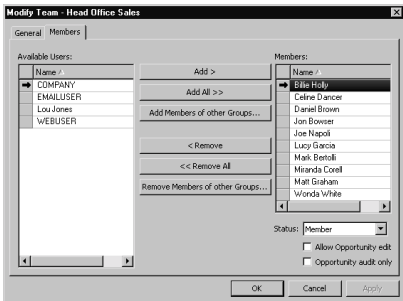 Modify Team - Head Office Sales
General
Members
Available Users:
Name
COMPANY
EMAILUSER
Lou Jones
WEBUSER
Add >
Add All >>
Add Members of other Groups...
< Remove
<< Remove All
Remove Members of other Groups...
Members:
Name
Billie Holly
Celine Dancer
Daniel Brown
Jon Bowser
Joe Napoli
Lucy Garcia
Mark Bertolli
Miranda Corell
Matt Graham
Wonda White
Status: Member
Allow Opportunity edit
Opportunity audit only
OK
Cancel
Apply